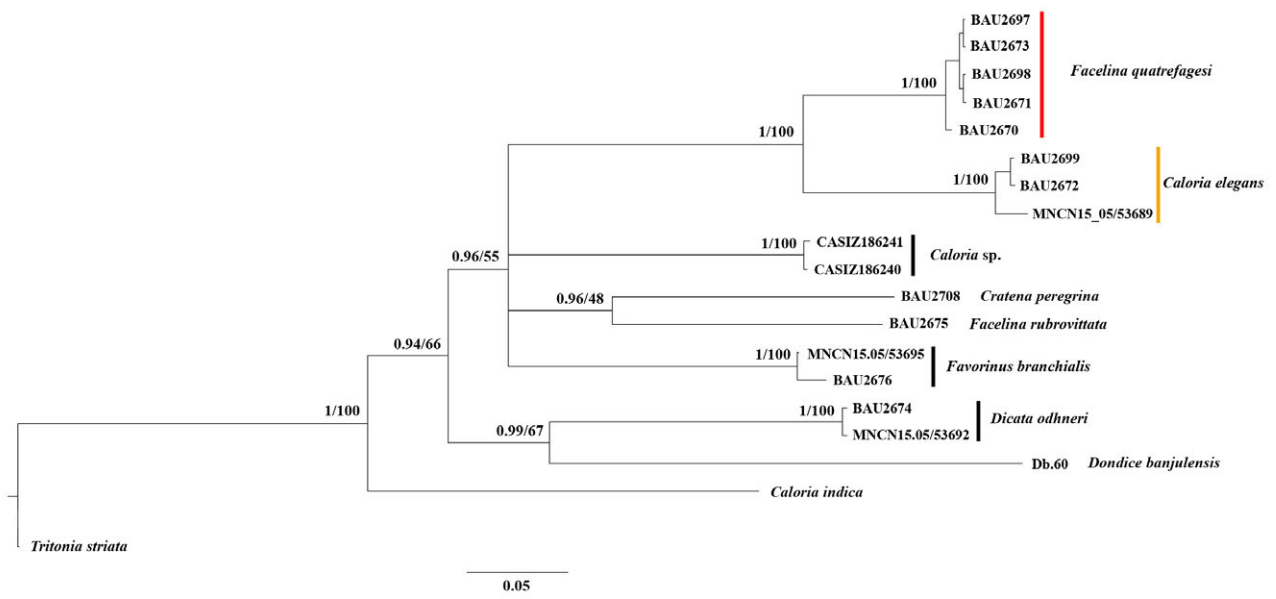 BAU2697
BAU2673
1/100
BAU2698
Facelina quatrefagesi
BAU2671
BAU2670
1/100
BAU2699
1/100
BAU2672
Caloria elegans
MNCN15_05/53689
1/100
CASIZ186241
Caloria sp.
CASIZ186240
0.96/55
0.96/48
BAU2708
Cratena peregrina
BAU2675
Facelina rubrovittata
0.94/66
1/100
MNCN15.05/53695
Favorinus branchialis
BAU2676
1/100
1/100
BAU2674
Dicata odhneri
0.99/67
MNCN15.05/53692
Db.60
Dondice banjulensis
Caloria indica
Tritonia striata
0.05